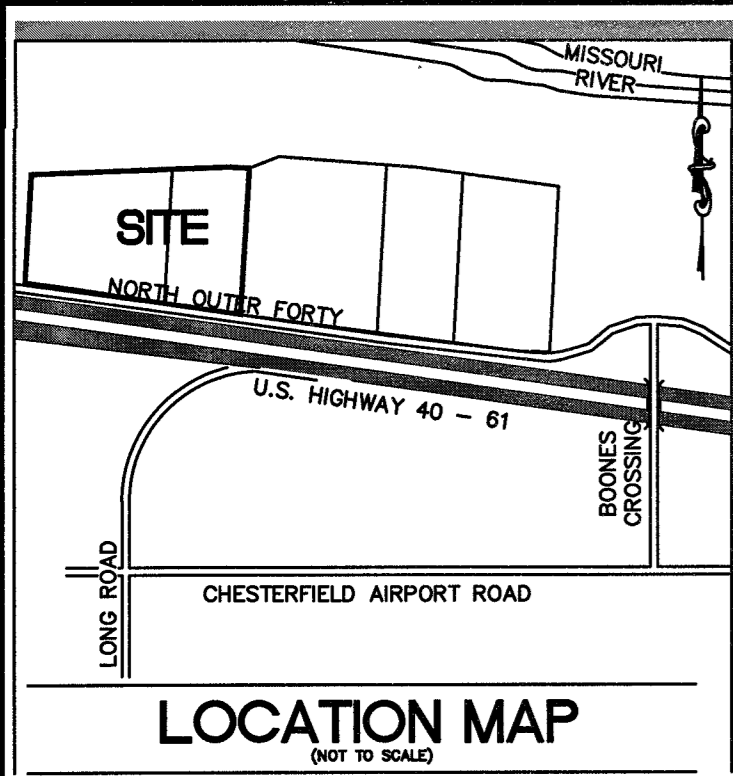 MISSOURI
RIVER
SITE
NORTH OUTER FORTY
U.S. HIGHWAY 40 - 61
BOONES
CROSSING
LONG ROAD
CHESTERFIELD AIRPORT ROAD
LOCATION MAP
(NOT TO SCALE)